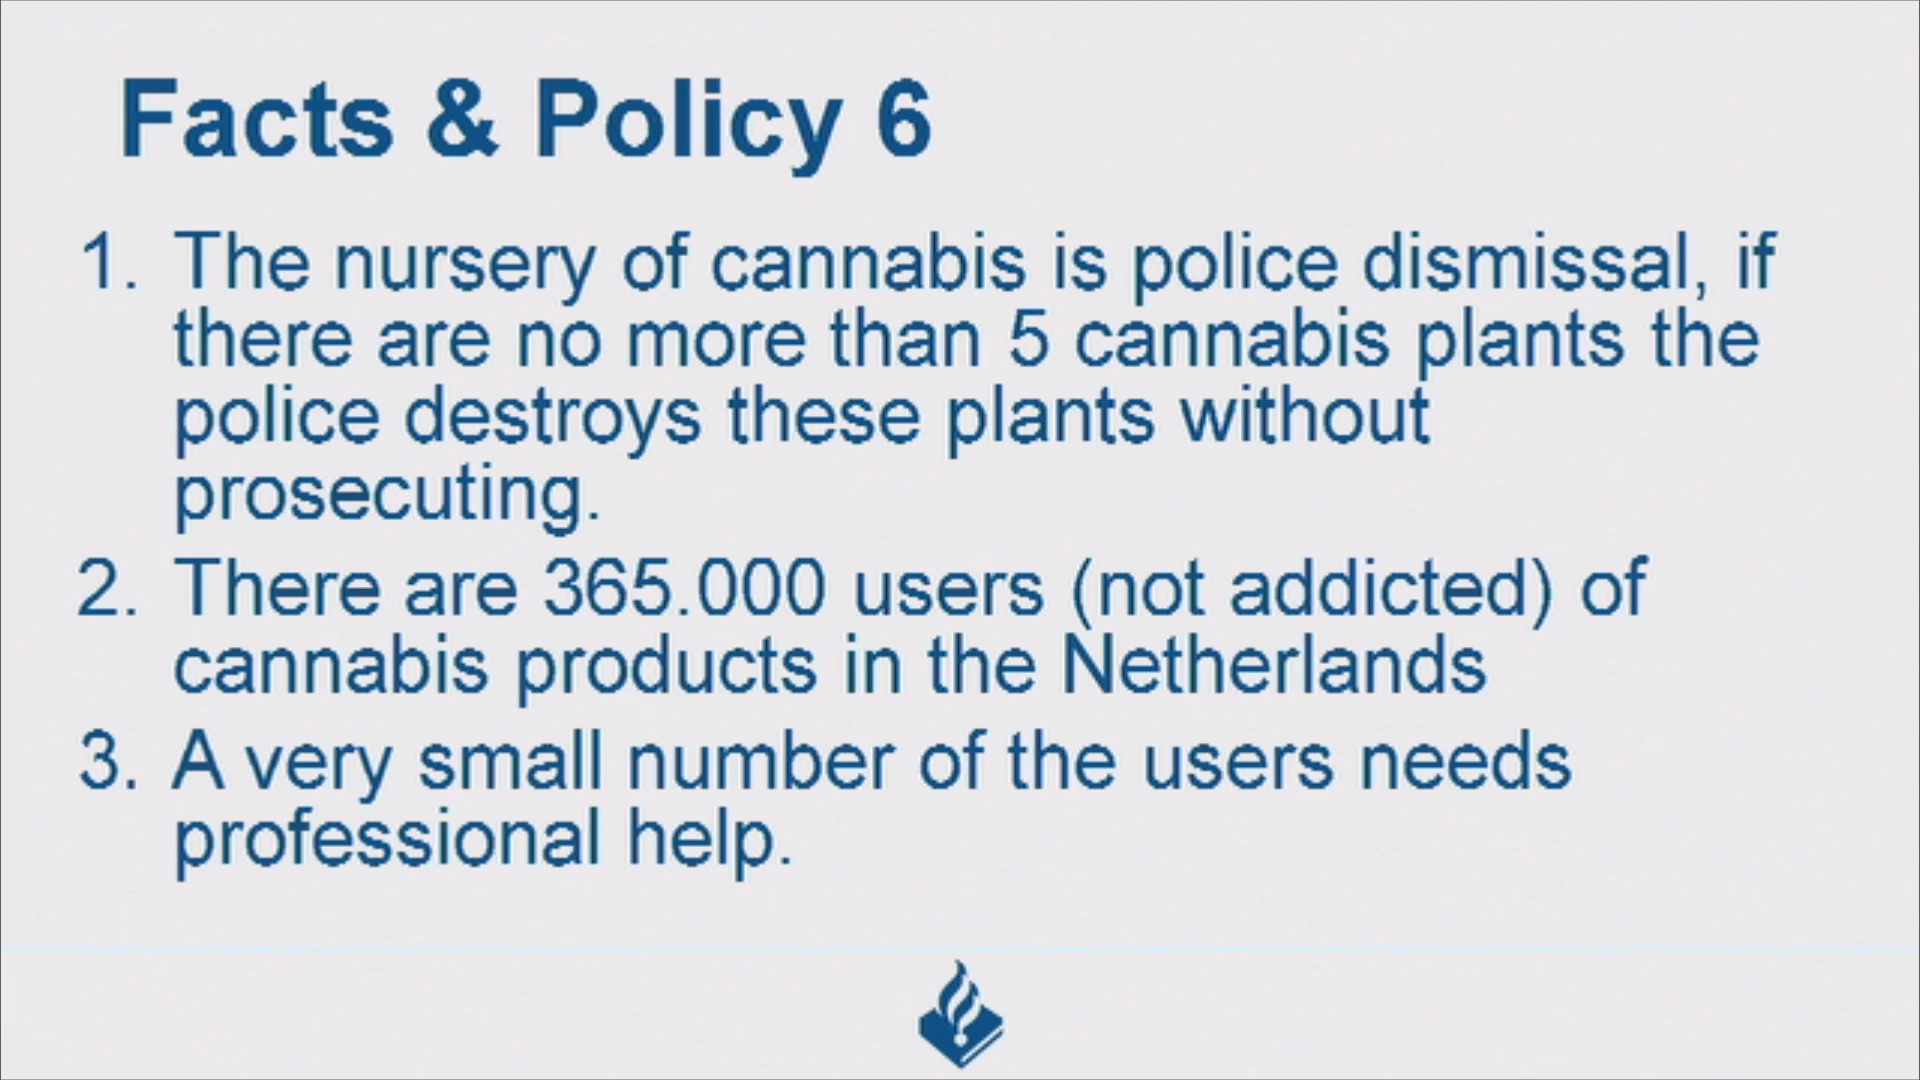 Facts & Policy 6
1. The nursery of cannabis is police dismissal, if
there are no more than 5 cannabis plants the
police destroys these plants without
prosecuting.
2. There are 365.000 users (not addicted) of
cannabis products in the Netherlands
3. A very small number of the users needs
professional help.